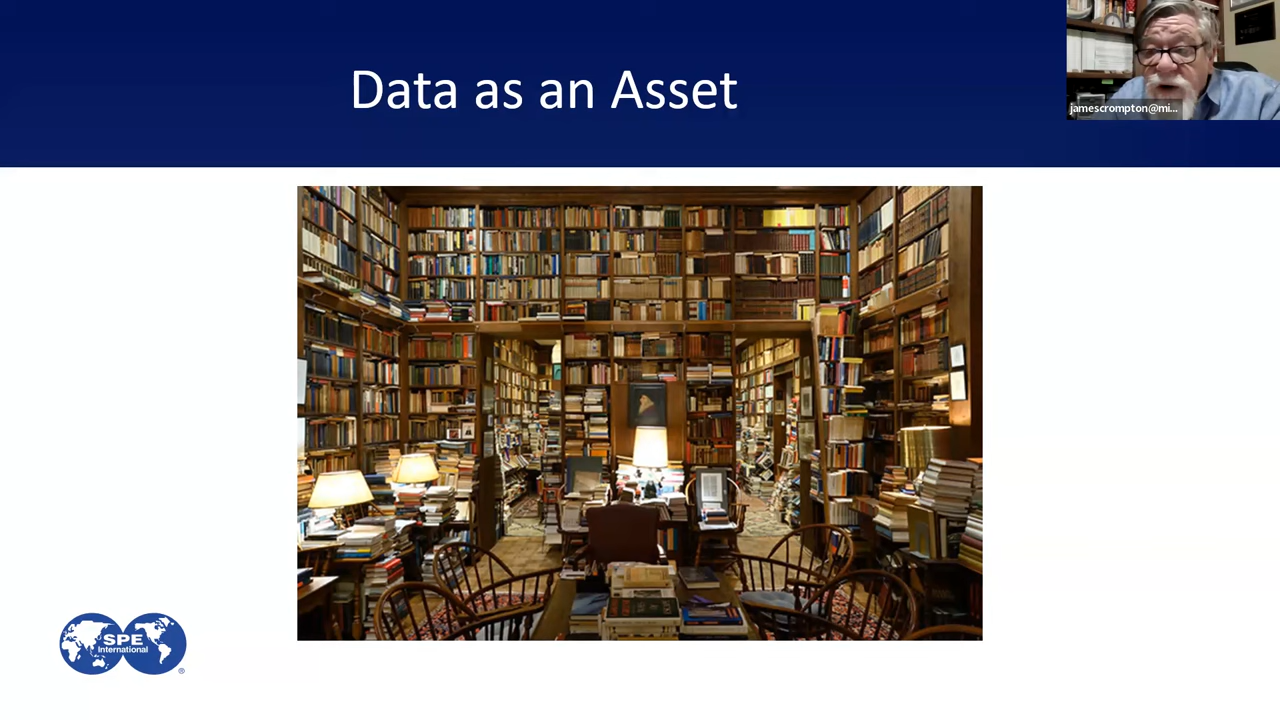 Data as an Asset
jamescrompton@mi...
SPE
International
®